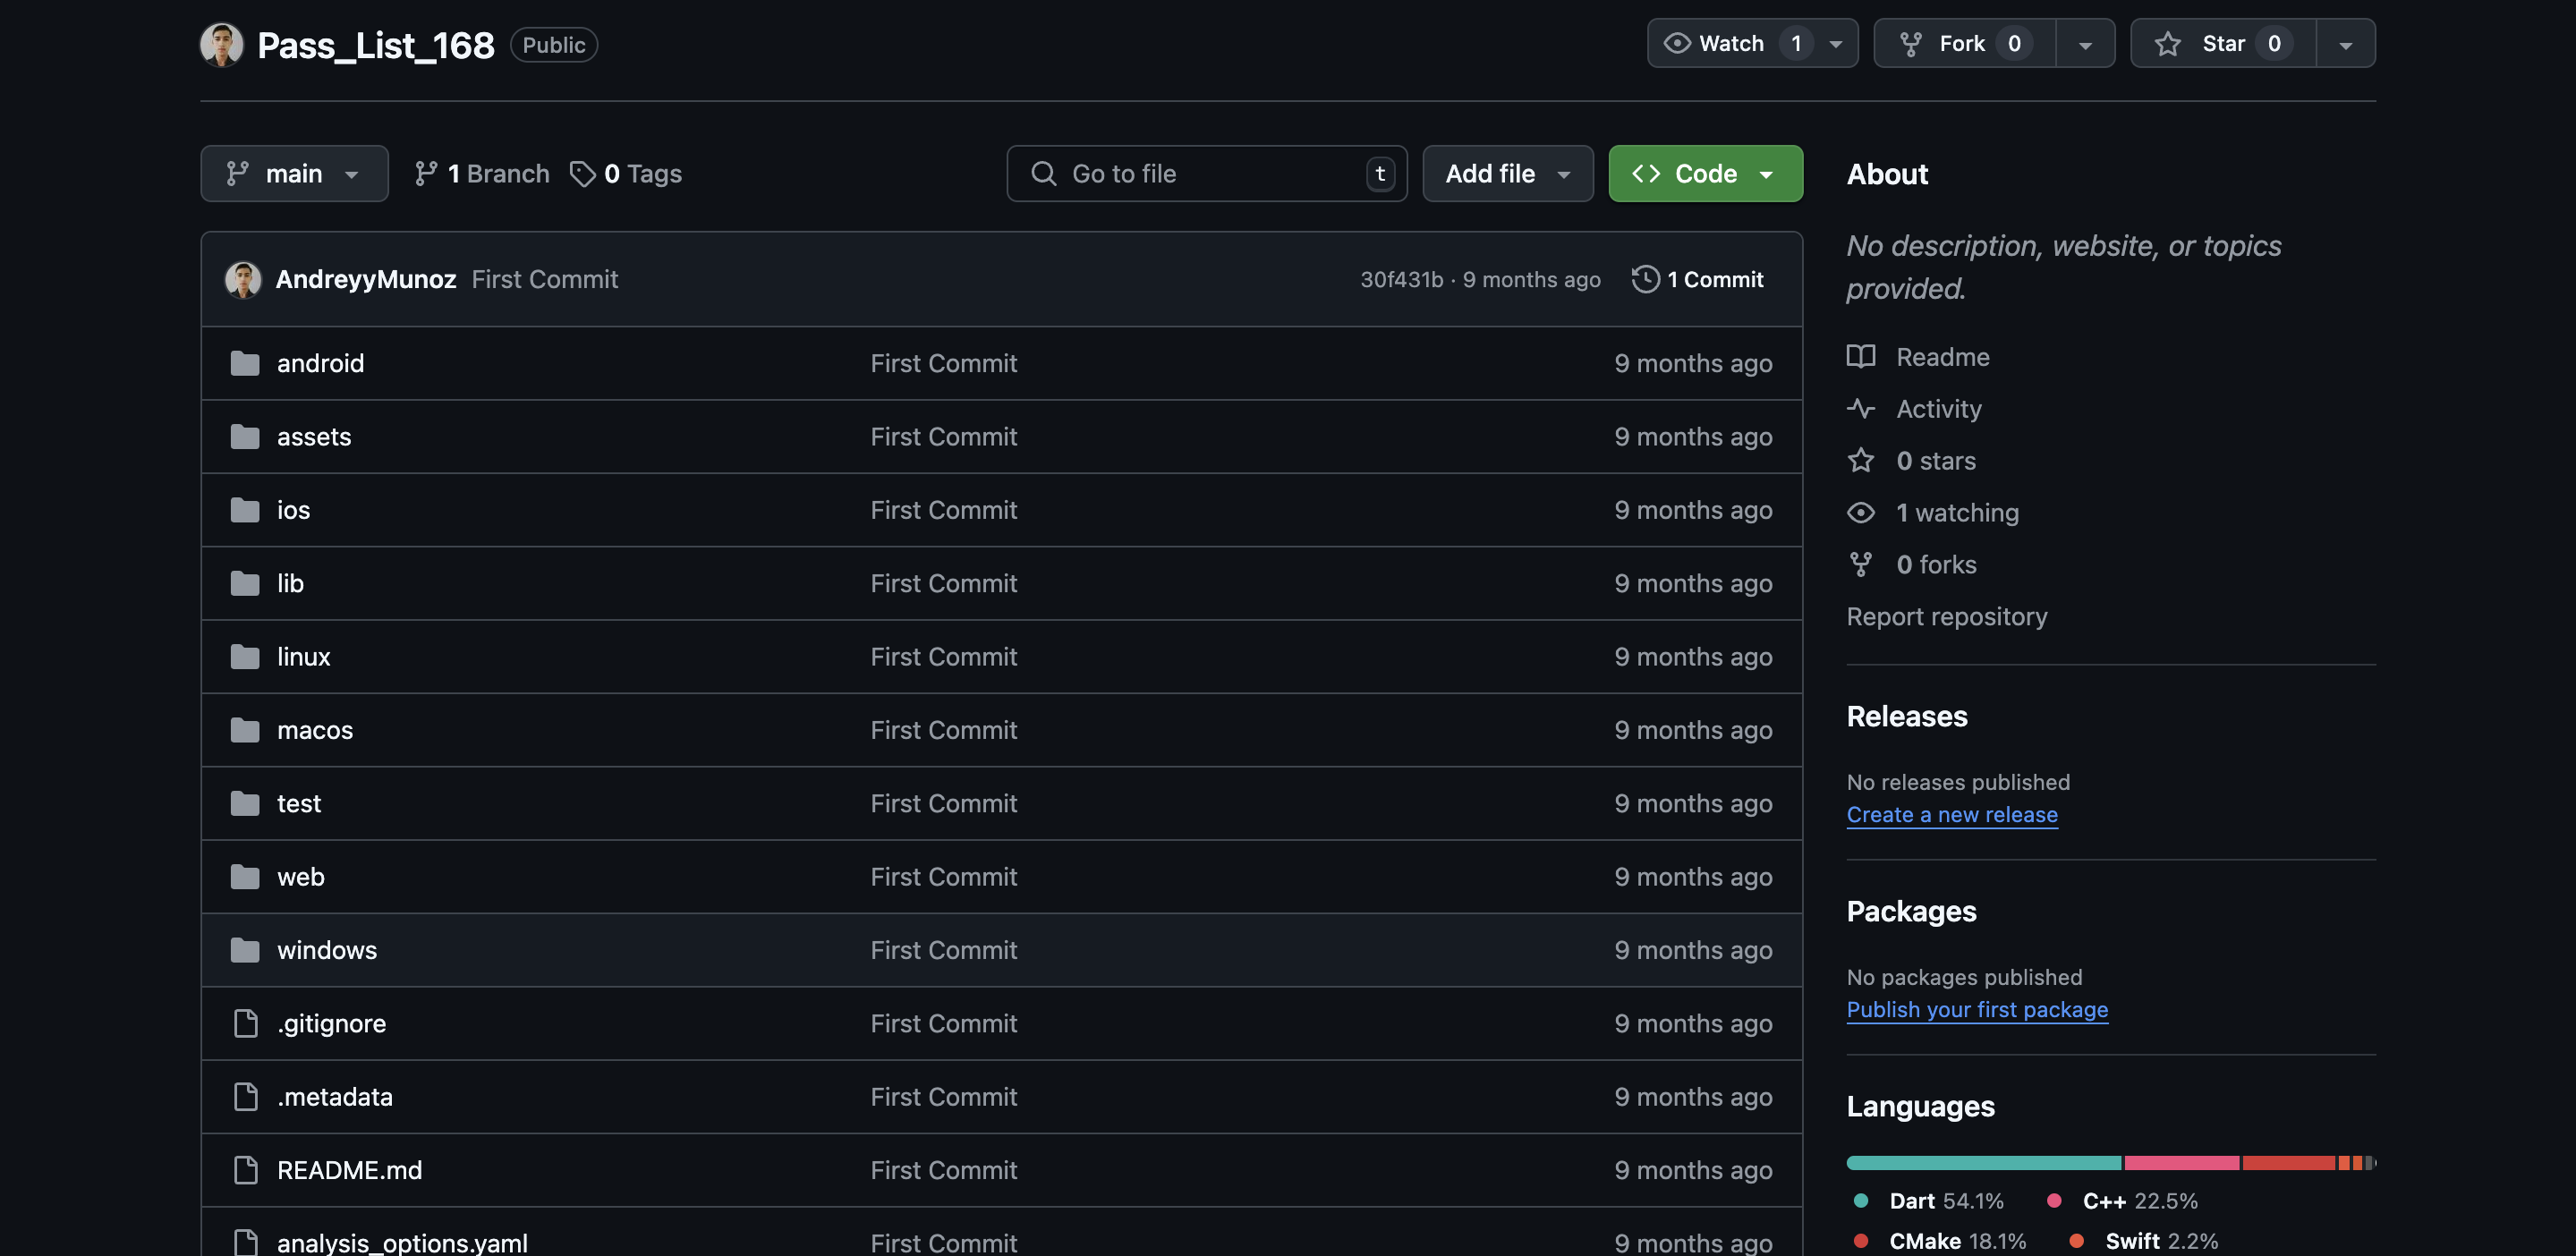 Pass_List_168 Public Watch 1 Fork 0 Star 0
main 1 Branch 0 Tags Go to file t Add file Code
AndreyyMunoz First Commit 30f431b · 9 months ago 1 Commit
android First Commit 9 months ago
assets First Commit 9 months ago
ios First Commit 9 months ago
lib First Commit 9 months ago
linux First Commit 9 months ago
macos First Commit 9 months ago
test First Commit 9 months ago
web First Commit 9 months ago
windows First Commit 9 months ago
.gitignore First Commit 9 months ago
.metadata First Commit 9 months ago
README.md First Commit 9 months ago
analysis_options.yaml First Commit 9 months ago
About
No description, website, or topics
provided.
Readme
Activity
0 stars
1 watching
0 forks
Report repository
Releases
No releases published
Create a new release
Packages
No packages published
Publish your first package
Languages
Dart 54.1% C++ 22.5%
CMake 18.1% Swift 2.2%